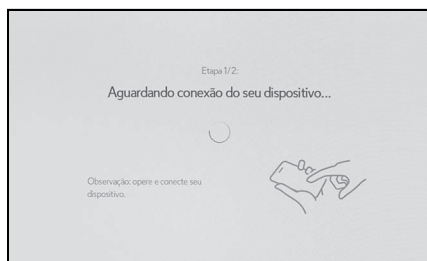 Etapa 1/2:
Aguardando conexão do seu dispositivo...
Observação: opere e conecte seu
dispositivo.